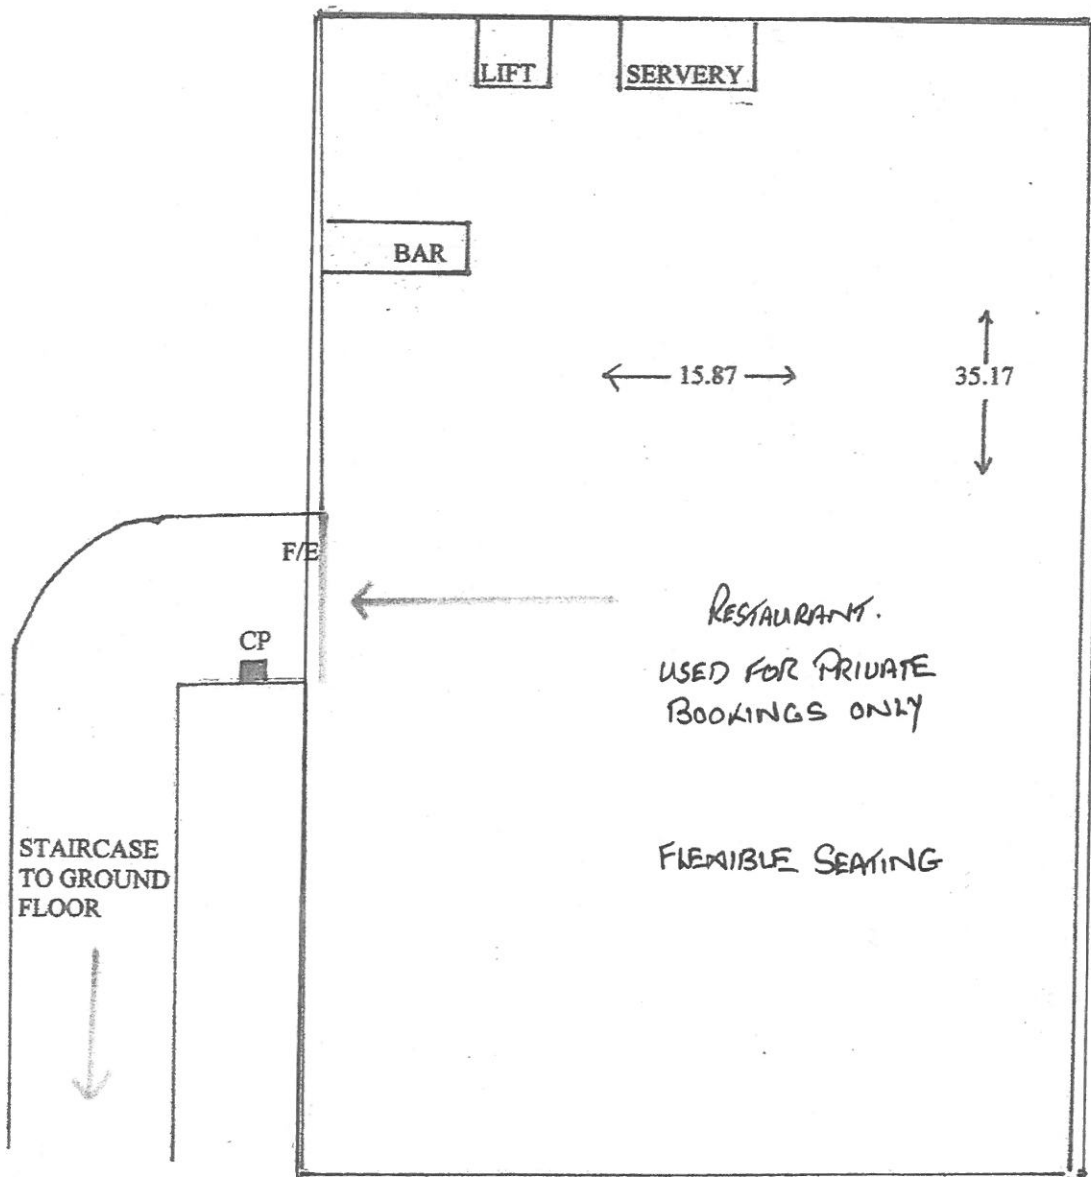 LIFT
SERVERY
BAR
15.87
35.17
F/E
CP
RESTAURANT.
USED FOR PRIVATE
BOOKINGS ONLY
STAIRCASE
TO GROUND
FLOOR
FLEXIBLE SEATING